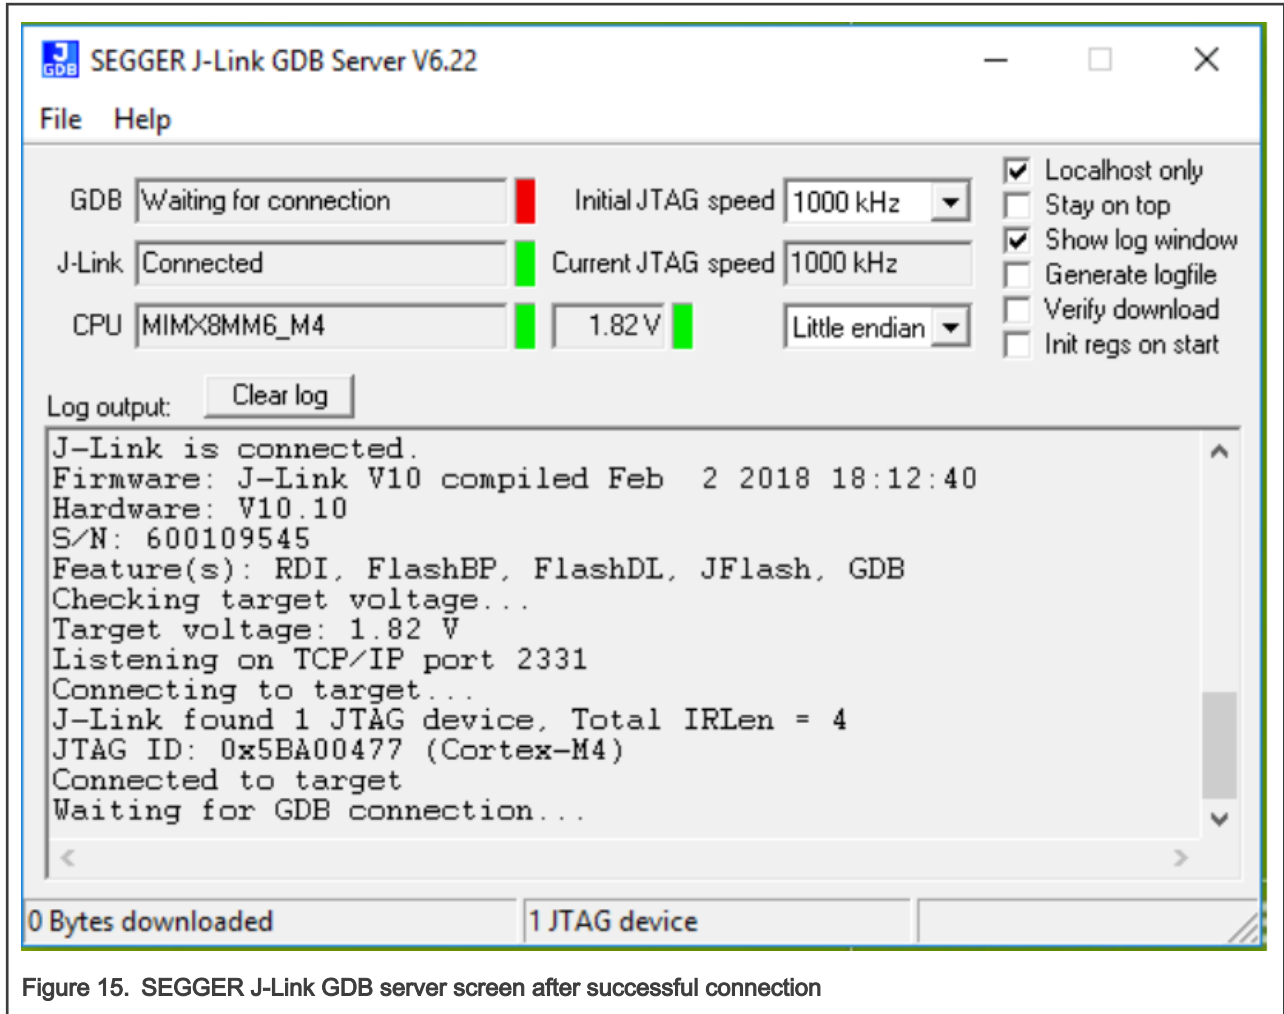 J
GDB
SEGGER J-Link GDB Server V6.22
File Help
GDB Waiting for connection Initial JTAG speed 1000 kHz
J-Link Connected Current JTAG speed 1000 kHz
CPU MIMX8MM6_M4 1.82 V Little endian
Localhost only
Stay on top
Show log window
Generate logfile
Verify download
Init regs on start
Log output: Clear log
J-Link is connected.
Firmware: J-Link V10 compiled Feb  2 2018 18:12:40
Hardware: V10.10
S/N: 600109545
Feature(s): RDI, FlashBP, FlashDL, JFlash, GDB
Checking target voltage...
Target voltage: 1.82 V
Listening on TCP/IP port 2331
Connecting to target...
J-Link found 1 JTAG device, Total IRLen = 4
JTAG ID: 0x5BA00477 (Cortex-M4)
Connected to target
Waiting for GDB connection...
0 Bytes downloaded 1 JTAG device
Figure 15. SEGGER J-Link GDB server screen after successful connection